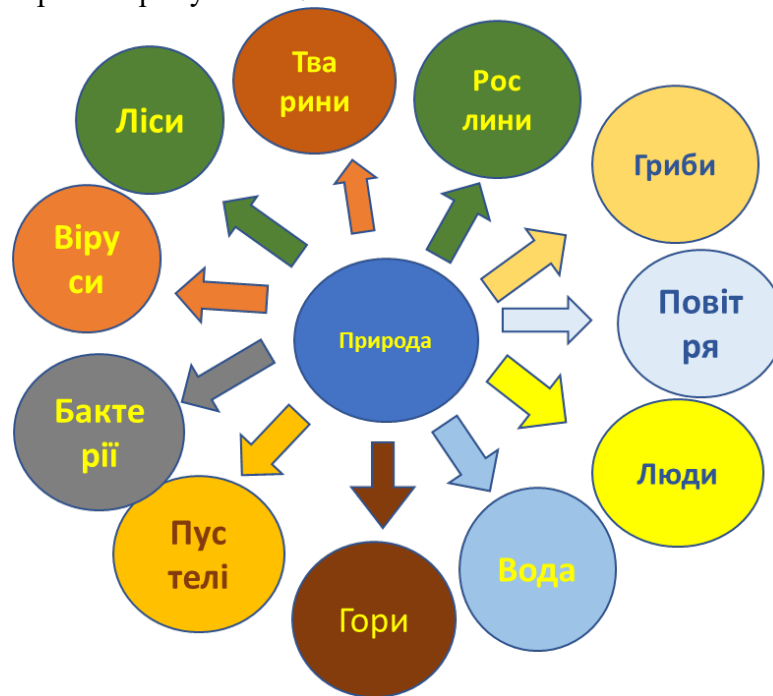 Тва
рини
Рос
лини
Ліси
Гриби
Віру
си
Повіт
ря
Природа
Бакте
рії
Люди
Пус
телі
Вода
Гори